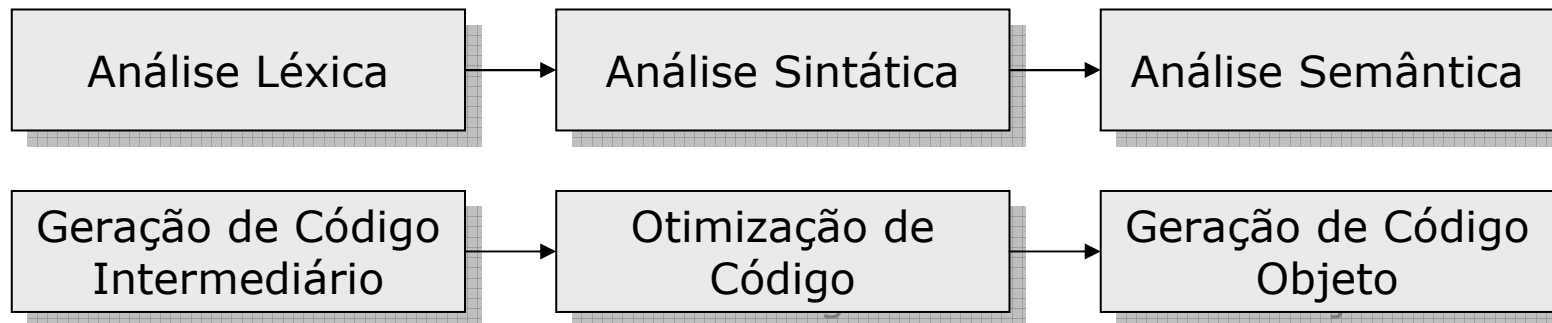 Análise Léxica
Análise Sintática
Análise Semântica
Geração de Código
Intermediário
Otimização de
Código
Geração de Código
Objeto